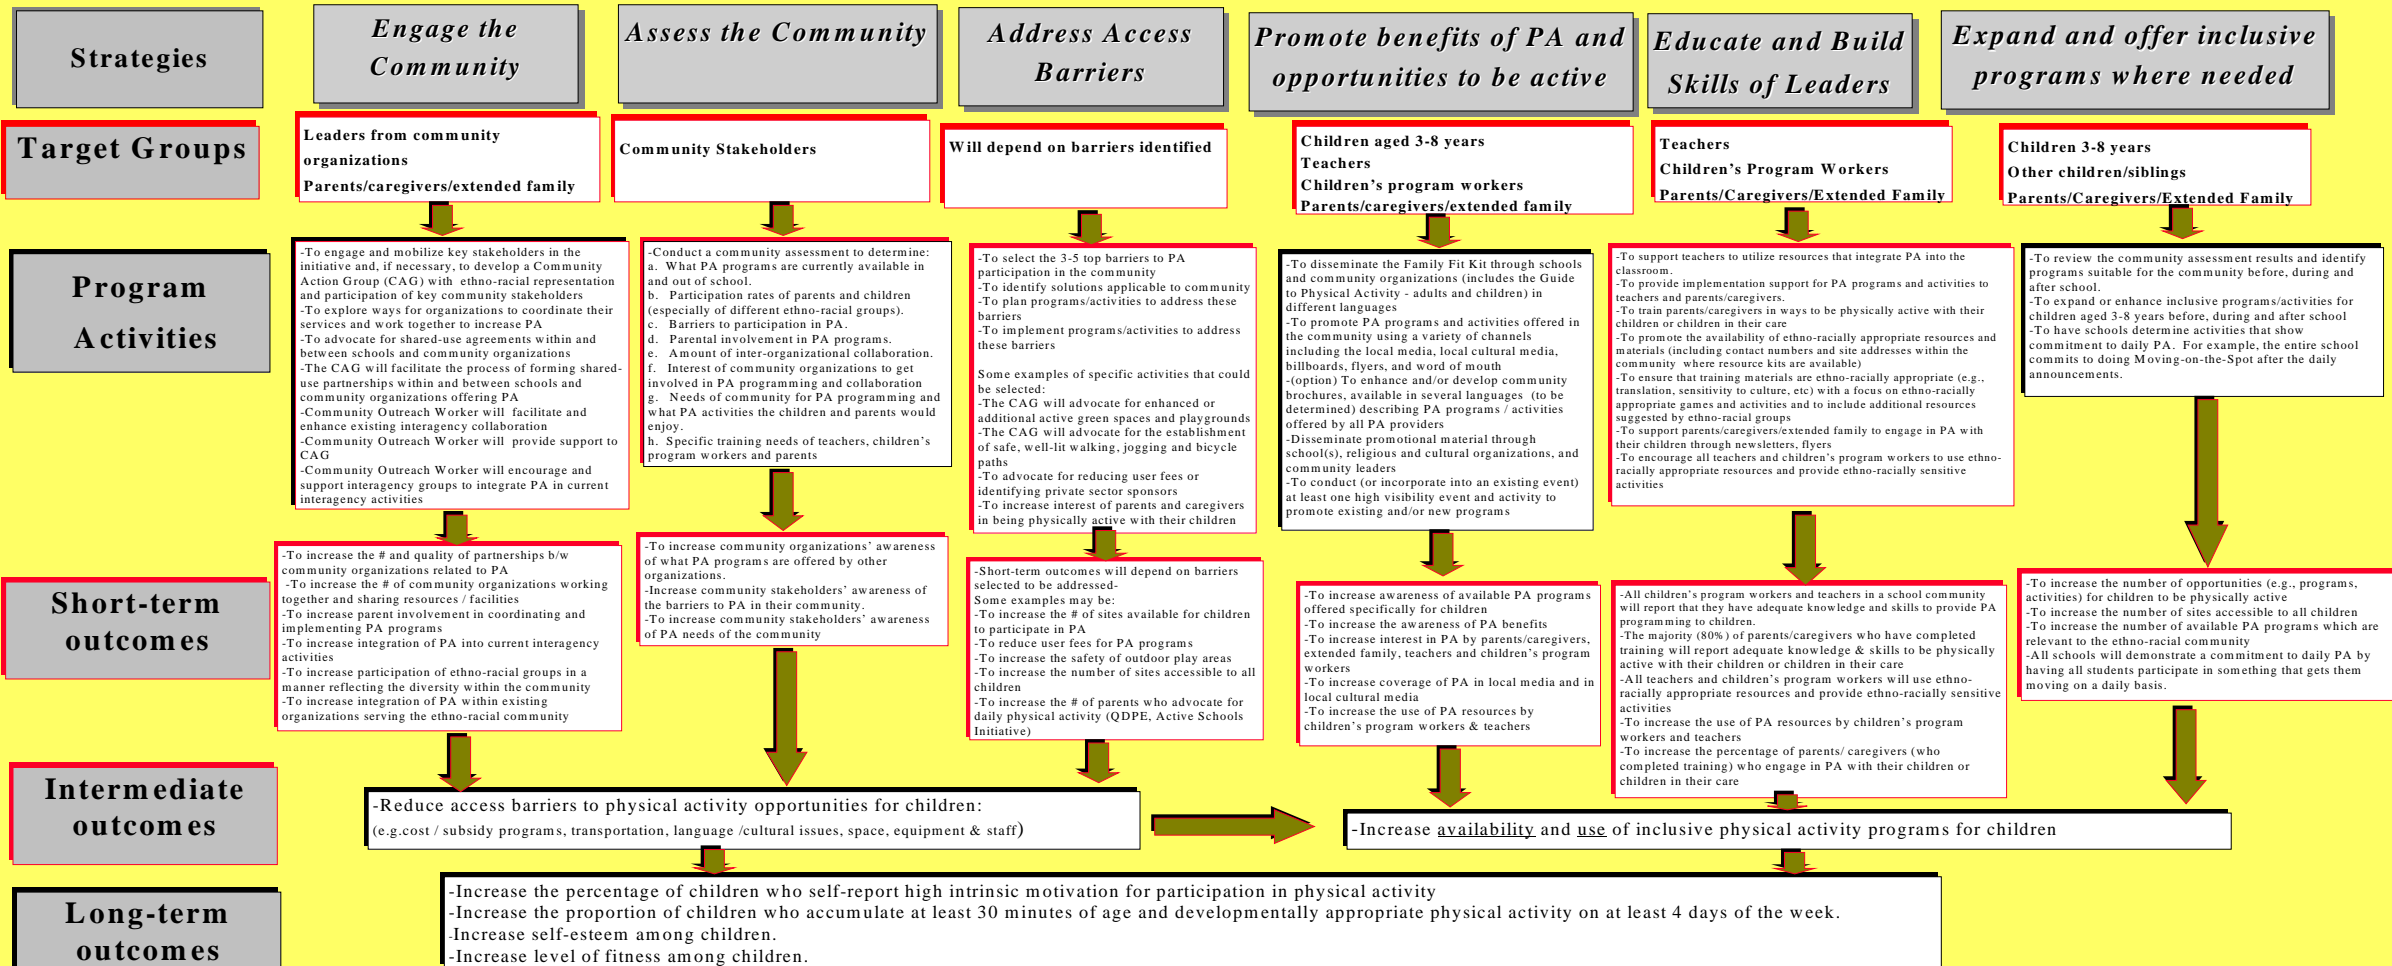 Strategies
Engage the
Community
Assess the Community
Address Access
Barriers
Promote benefits of PA and
opportunities to be active
Educate and Build
Skills of Leaders
Expand and offer inclusive
programs where needed
Target Groups
Leaders from community
organizations
Parents/caregivers/extended family
Community Stakeholders
Will depend on barriers identified
Children aged 3-8 years
Teachers
Children's program workers
Parents/caregivers/extended family
Teachers
Children's Program Workers
Parents/Caregivers/Extended Family
Children 3-8 years
Other children/siblings
Parents/Caregivers/Extended Family
Program
Activities
-To engage and mobilize key stakeholders in the
initiative and, if necessary, to develop a Community
Action Group (CAG) with ethno-racial representation
and participation of key community stakeholders
-To explore ways for organizations to coordinate their
services and work together to increase PA
-To advocate for shared-use agreements within and
between schools and community organizations
-The CAG will facilitate the process of forming shared-
use partnerships within and between schools and
community organizations offering PA
-Community Outreach Worker will facilitate and
enhance existing interagency collaboration
-Community Outreach Worker will provide support to
CAG
-Community Outreach Worker will encourage and
support interagency groups to integrate PA in current
interagency activities
-Conduct a community assessment to determine:
a. What PA programs are currently available in
and out of school.
b. Participation rates of parents and children
(especially of different ethno-racial groups).
c. Barriers to participation in PA.
d. Parental involvement in PA programs.
e. Amount of inter-organizational collaboration.
f. Interest of community organizations to get
involved in PA programming and collaboration
g. Needs of community for PA programming and
what PA activities the children and parents would
enjoy.
h. Specific training needs of teachers, children's
program workers and parents
-To select the 3-5 top barriers to PA
participation in the community
-To identify solutions applicable to community
-To plan programs/activities to address these
barriers
-To implement programs/activities to address
these barriers
Some examples of specific activities that could
be selected:
-The CAG will advocate for enhanced or
additional active green spaces and playgrounds
-The CAG will advocate for the establishment
of safe, well-lit walking, jogging and bicycle
paths
-To advocate for reducing user fees or
identifying private sector sponsors
-To increase interest of parents and caregivers
in being physically active with their children
-To disseminate the Family Fit Kit through schools
and community organizations (includes the Guide
to Physical Activity - adults and children) in
different languages
-To promote PA programs and activities offered in
the community using a variety of channels
including the local media, local cultural media,
billboards, flyers, and word of mouth
-(option) To enhance and/or develop community
brochures, available in several languages (to be
determined) describing PA programs / activities
offered by all PA providers
-Disseminate promotional material through
school(s), religious and cultural organizations, and
community leaders
-To conduct (or incorporate into an existing event)
at least one high visibility event and activity to
promote existing and/or new programs
-To support teachers to utilize resources that integrate PA into the
classroom.
-To provide implementation support for PA programs and activities to
teachers and parents/caregivers.
-To train parents/caregivers in ways to be physically active with their
children or children in their care
-To promote the availability of ethno-racially appropriate resources and
materials (including contact numbers and site addresses within the
community where resource kits are available)
-To ensure that training materials are ethno-racially appropriate (e.g.,
translation, sensitivity to culture, etc) with a focus on ethno-racially
appropriate games and activities and to include additional resources
suggested by ethno-racial groups
-To support parents/caregivers/extended family to engage in PA with
their children through newsletters, flyers
-To encourage all teachers and children's program workers to use ethno-
racially appropriate resources and provide ethno-racially sensitive
activities
-To review the community assessment results and identify
programs suitable for the community before, during and
after school.
-To expand or enhance inclusive programs/activities for
children aged 3-8 years before, during and after school
-To have schools determine activities that show
commitment to daily PA. For example, the entire school
commits to doing Moving-on-the-Spot after the daily
announcements.
Short-term
outcomes
-To increase the # and quality of partnerships b/w
community organizations related to PA
-To increase the # of community organizations working
together and sharing resources / facilities
-To increase parent involvement in coordinating and
implementing PA programs
-To increase integration of PA into current interagency
activities
-To increase participation of ethno-racial groups in a
manner reflecting the diversity within the community
-To increase integration of PA within existing
organizations serving the ethno-racial community
-To increase community organizations' awareness
of what PA programs are offered by other
organizations.
-Increase community stakeholders' awareness of
the barriers to PA in their community.
-To increase community stakeholders' awareness
of PA needs of the community
-Short-term outcomes will depend on barriers
selected to be addressed-
Some examples may be:
-To increase the # of sites available for children
to participate in PA
-To reduce user fees for PA programs
-To increase the safety of outdoor play areas
-To increase the number of sites accessible to all
children
-To increase the # of parents who advocate for
daily physical activity (QDPE, Active Schools
Initiative)
-To increase awareness of available PA programs
offered specifically for children
-To increase the awareness of PA benefits
-To increase interest in PA by parents/caregivers,
extended family, teachers and children's program
workers
-To increase coverage of PA in local media and in
local cultural media
-To increase the use of PA resources by
children's program workers & teachers
-All children's program workers and teachers in a school community
will report that they have adequate knowledge and skills to provide PA
programming to children.
-The majority (80%) of parents/caregivers who have completed
training will report adequate knowledge & skills to be physically
active with their children or children in their care
-All teachers and children's program workers will use ethno-
racially appropriate resources and provide ethno-racially sensitive
activities
-To increase the use of PA resources by children's program
workers and teachers
-To increase the percentage of parents/ caregivers (who
completed training) who engage in PA with their children or
children in their care
-To increase the number of opportunities (e.g., programs,
activities) for children to be physically active
-To increase the number of sites accessible to all children
-To increase the number of available PA programs which are
relevant to the ethno-racial community
-All schools will demonstrate a commitment to daily PA by
having all students participate in something that gets them
moving on a daily basis.
Intermediate
outcomes
-Reduce access barriers to physical activity opportunities for children:
(e.g.cost / subsidy programs, transportation, language /cultural issues, space, equipment & staff)
-Increase availability and use of inclusive physical activity programs for children
Long-term
outcomes
-Increase the percentage of children who self-report high intrinsic motivation for participation in physical activity
-Increase the proportion of children who accumulate at least 30 minutes of age and developmentally appropriate physical activity on at least 4 days of the week.
-Increase self-esteem among children.
-Increase level of fitness among children.